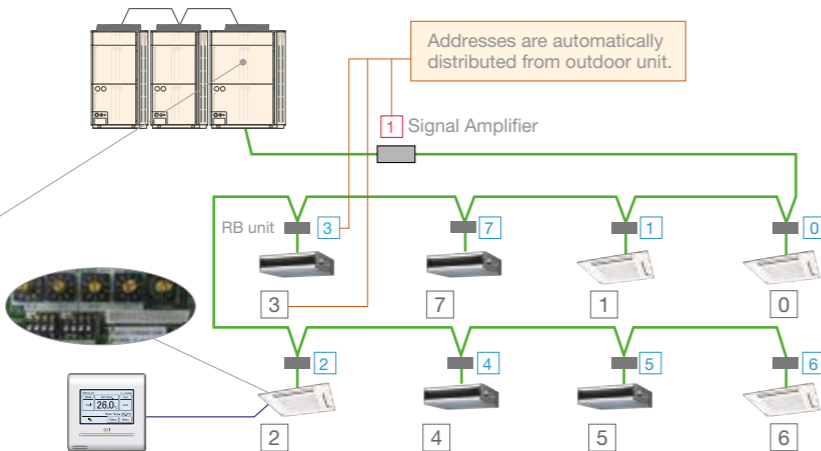 Addresses are automatically
distributed from outdoor unit.
1 Signal Amplifier
RB unit 3 7 1 0
3 7 1 0
2 4 5 6
26.0
2 4 5 6